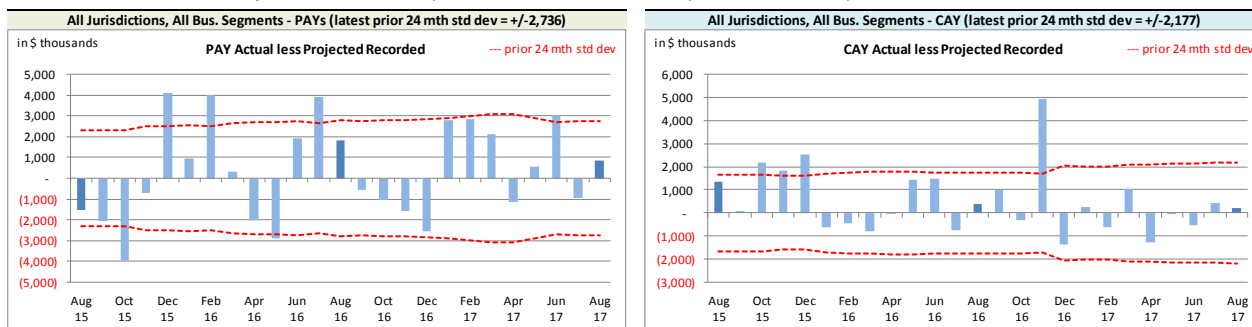 All Jurisdictions, All Bus. Segments - PAYs (latest prior 24 mth std dev = +/-2,736)
in $ thousands
PAY Actual less Projected Recorded
--- prior 24 mth std dev
5,000
4,000
3,000
2,000
1,000
-
(1,000)
(2,000)
(3,000)
(4,000)
(5,000)
Aug Oct Dec Feb Apr Jun Aug Oct Dec Feb Apr Jun Aug
15 15 15 16 16 16 16 16 16 17 17 17 17
All Jurisdictions, All Bus. Segments - CAY (latest prior 24 mth std dev = +/-2,177)
in $ thousands
CAY Actual less Projected Recorded
--- prior 24 mth std dev
6,000
5,000
4,000
3,000
2,000
1,000
-
(1,000)
(2,000)
(3,000)
Aug Oct Dec Feb Apr Jun Aug Oct Dec Feb Apr Jun Aug
15 15 15 16 16 16 16 16 16 17 17 17 17